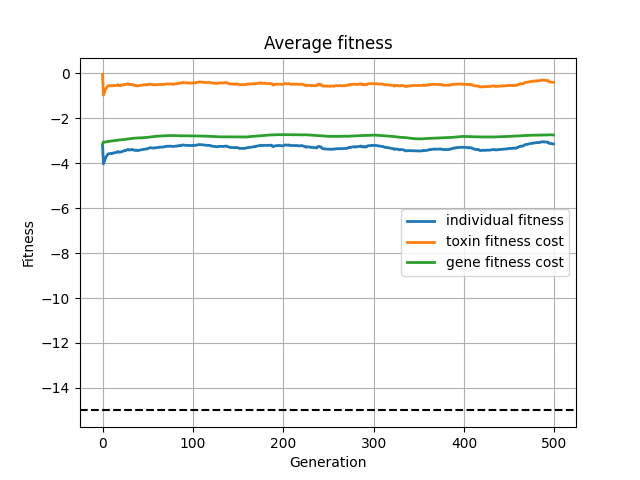 Average fitness
0
−2
−4
−6
−8
−10
−12
−14
Fitness
individual fitness
toxin fitness cost
gene fitness cost
0 100 200 300 400 500
Generation